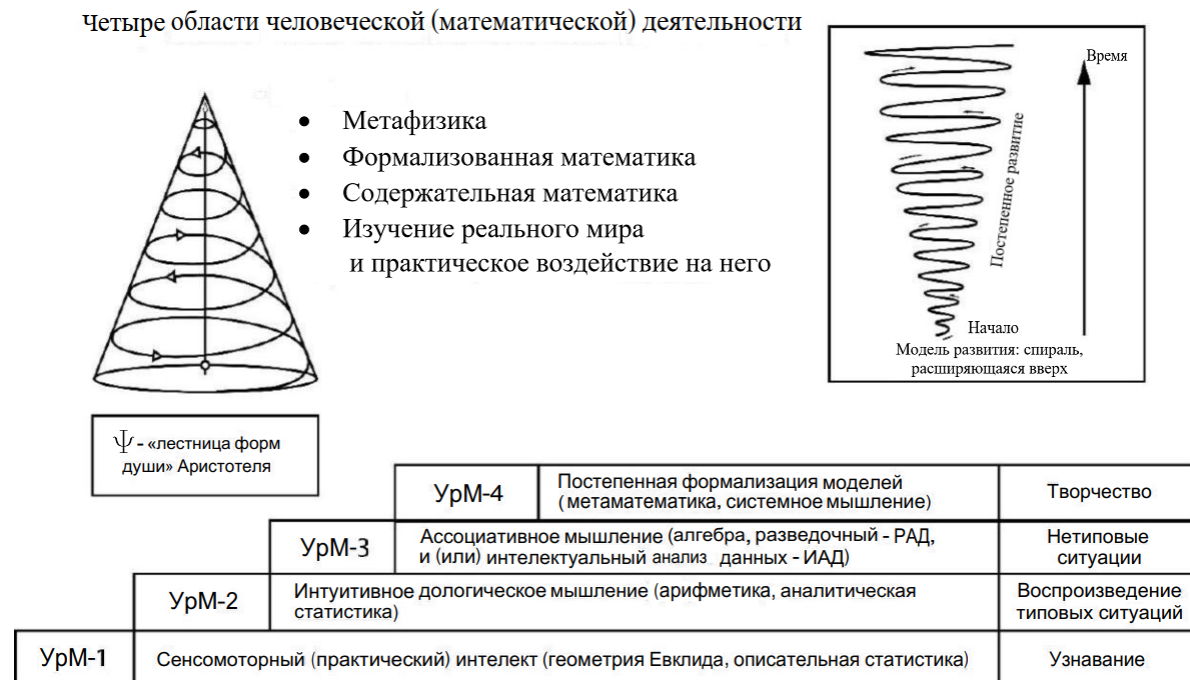 Четыре области человеческой (математической) деятельности
• Метафизика
• Формализованная математика
• Содержательная математика
• Изучение реального мира
и практическое воздействие на него
Время
Постепенное развитие
Начало
Модель развития: спираль,
расширяющаяся вверх
Ψ - «лестница форм
души» Аристотеля
УрМ-4
Постепенная формализация моделей
(метаматематика, системное мышление)
Творчество
УрМ-3
Ассоциативное мышление (алгебра, разведочный - РАД,
и (или) интелектуальный анализ данных - ИАД)
Нетиповые
ситуации
УрМ-2
Интуитивное дологическое мышление (арифметика, аналитическая
статистика)
Воспроизведение
типовых ситуаций
УрМ-1
Сенсомоторный (практический) интелект (геометрия Евклида, описательная статистика)
Узнавание